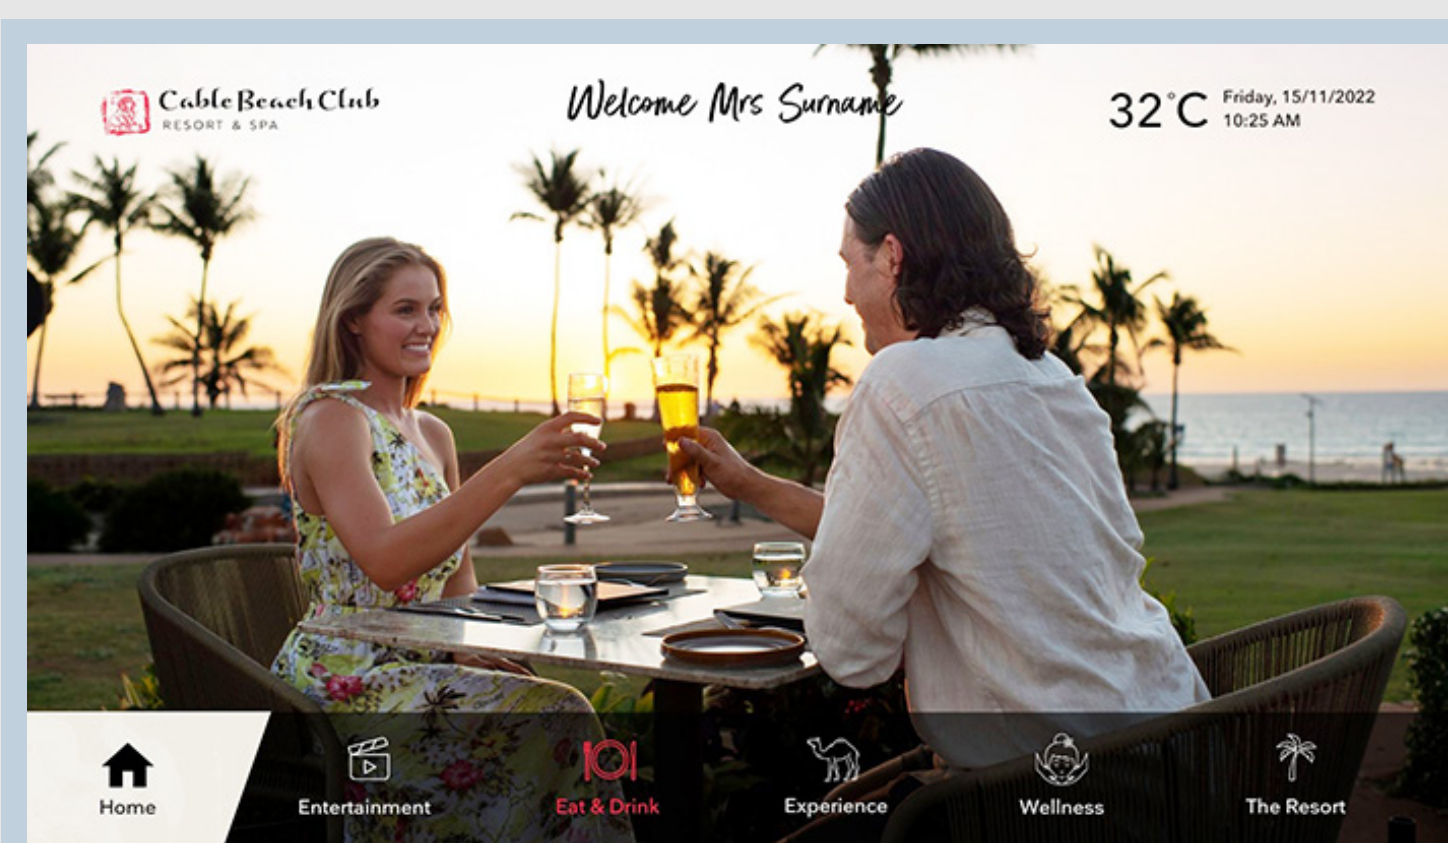 Cable Beach Club
RESORT & SPA
Welcome Mrs Surname
32°C
Friday, 15/11/2022
10:25 AM
Home
Entertainment
Eat & Drink
Experience
Wellness
The Resort